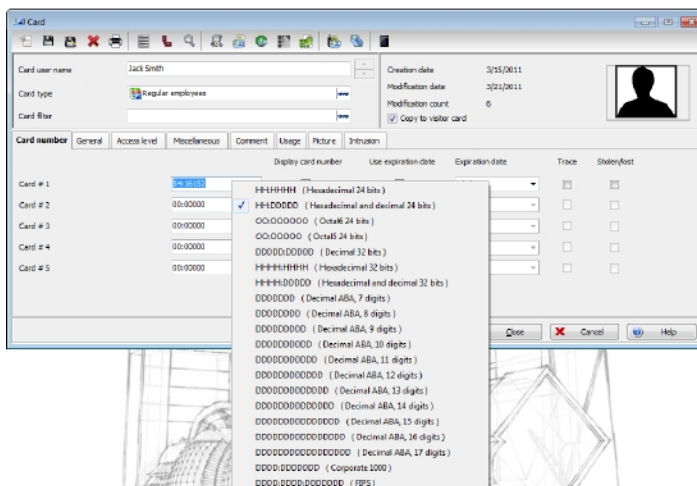 Card
Card user name Jack Smith
Card type Regular employees
Card filter
Creation date 3/15/2011
Modification date 3/21/2011
Modification count 6
Copy to visitor card
Card number General Access level Miscellaneous Comment Usage Picture Intrusion
Display card number Use expiration date Expiration date Trace Stolen/lost
Card # 1
Card # 2 00:00000
Card # 3 00:00000
Card # 4 00:00000
Card # 5 00:00000
HH:HHHH (Hexadecimal 24 bits)
HH:DDDDD (Hexadecimal and decimal 24 bits)
OO:OOOOOO (Octal6 24 bits)
OO:OOOOO (Octal5 24 bits)
DDDDD:DDDDD (Decimal 32 bits)
HHHH:HHHH (Hexadecimal 32 bits)
HHHH:DDDDD (Hexadecimal and decimal 32 bits)
DDDDDDD (Decimal ABA, 7 digits)
DDDDDDDD (Decimal ABA, 8 digits)
DDDDDDDDD (Decimal ABA, 9 digits)
DDDDDDDDDD (Decimal ABA, 10 digits)
DDDDDDDDDDD (Decimal ABA, 11 digits)
DDDDDDDDDDDD (Decimal ABA, 12 digits)
DDDDDDDDDDDDD (Decimal ABA, 13 digits)
DDDDDDDDDDDDDD (Decimal ABA, 14 digits)
DDDDDDDDDDDDDDD (Decimal ABA, 15 digits)
DDDDDDDDDDDDDDDD (Decimal ABA, 16 digits)
DDDDDDDDDDDDDDDDD (Decimal ABA, 17 digits)
DDDD:DDDDDDD (Corporate 1000)
DDDD:DDDD:DDDDDDD (FIPS)
Close Cancel Help